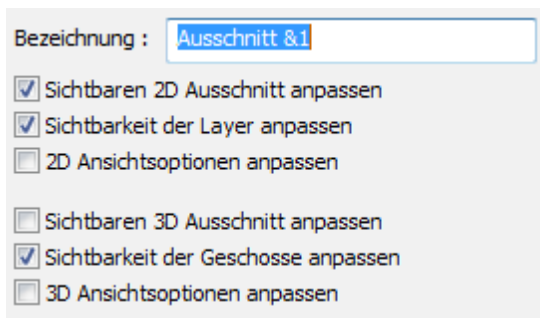 Bezeichnung : Ausschnitt &1
Sichtbaren 2D Ausschnitt anpassen
Sichtbarkeit der Layer anpassen
2D Ansichtsoptionen anpassen
Sichtbaren 3D Ausschnitt anpassen
Sichtbarkeit der Geschosse anpassen
3D Ansichtsoptionen anpassen